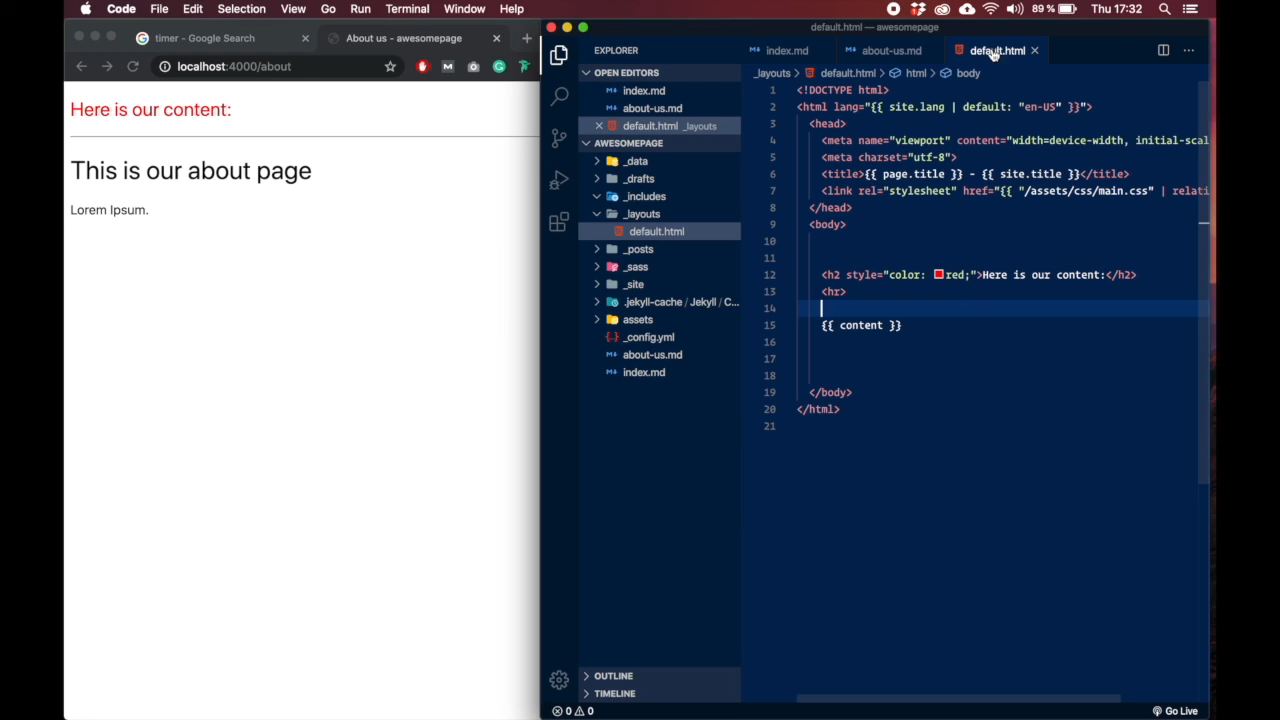 Code File Edit Selection View Go Run Terminal Window Help 89 % Thu 17:32
timer - Google Search
About us - awesomepage
localhost:4000/about
Here is our content:
This is our about page
Lorem Ipsum.
default.html — awesomepage
EXPLORER
OPEN EDITORS
index.md
about-us.md
default.html _layouts
AWESOMEPAGE
_data
_drafts
_includes
_layouts
default.html
_posts
_sass
_site
.jekyll-cache / Jekyll / C...
assets
_config.yml
about-us.md
index.md
OUTLINE
TIMELINE
index.md about-us.md default.html
_layouts > default.html > html > body
1 <!DOCTYPE html>
2 <html lang="{{ site.lang | default: "en-US" }}">
3 <head>
4 <meta name="viewport" content="width=device-width, initial-scal
5 <meta charset="utf-8">
6 <title>{{ page.title }} - {{ site.title }}</title>
7 <link rel="stylesheet" href="{{ "/assets/css/main.css" | relati
8 </head>
9 <body>
10
11
12 <h2 style="color: red;">Here is our content:</h2>
13 <hr>
14
15 {{ content }}
16
17
18
19 </body>
20 </html>
21
0 0 Go Live